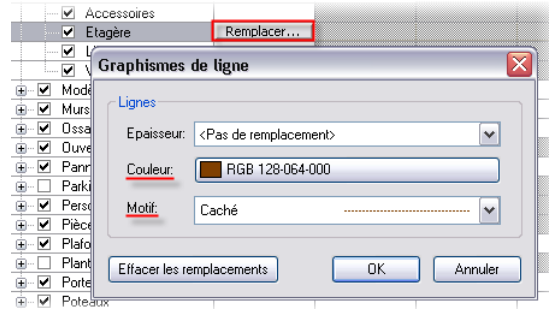 Accessoires
Etagère Remplacer...
Graphismes de ligne
Modè
Murs
Ossa
Ouve
Pann
Parki
Perso
Pièce
Plafo
Plant
Porte
Poteaux
Lignes
Epaisseur: <Pas de remplacement>
Couleur: RGB 128-064-000
Motif: Caché
Effacer les remplacements OK Annuler